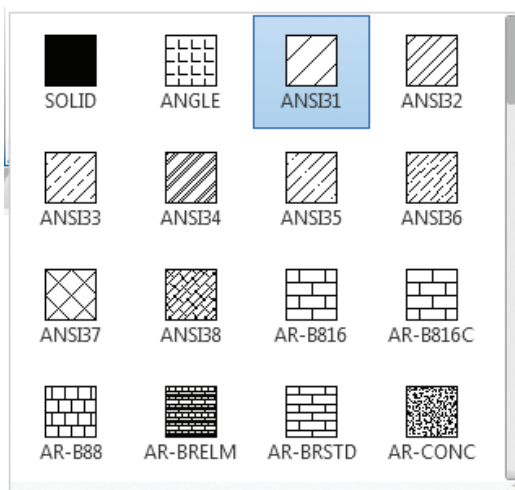 SOLID ANGLE ANSI31 ANSI32
ANSI33 ANSI34 ANSI35 ANSI36
ANSI37 ANSI38 AR-B816 AR-B816C
AR-B88 AR-BRELM AR-BRSTD AR-CONC